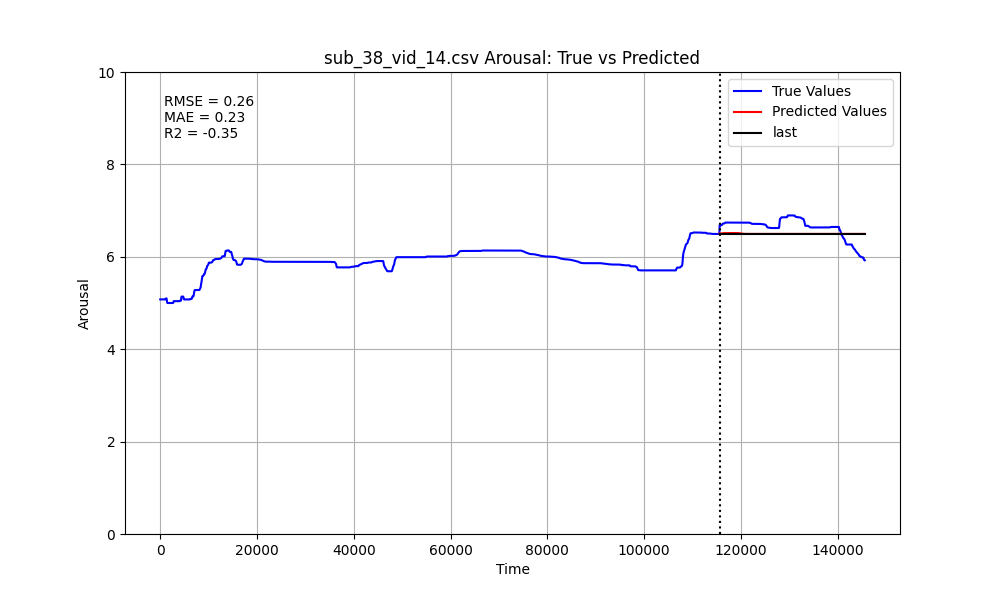 sub_38_vid_14.csv Arousal: True vs Predicted
RMSE = 0.26
MAE = 0.23
R2 = -0.35
True Values
Predicted Values
last
10
8
6
4
2
0
Arousal
0 20000 40000 60000 80000 100000 120000 140000
Time